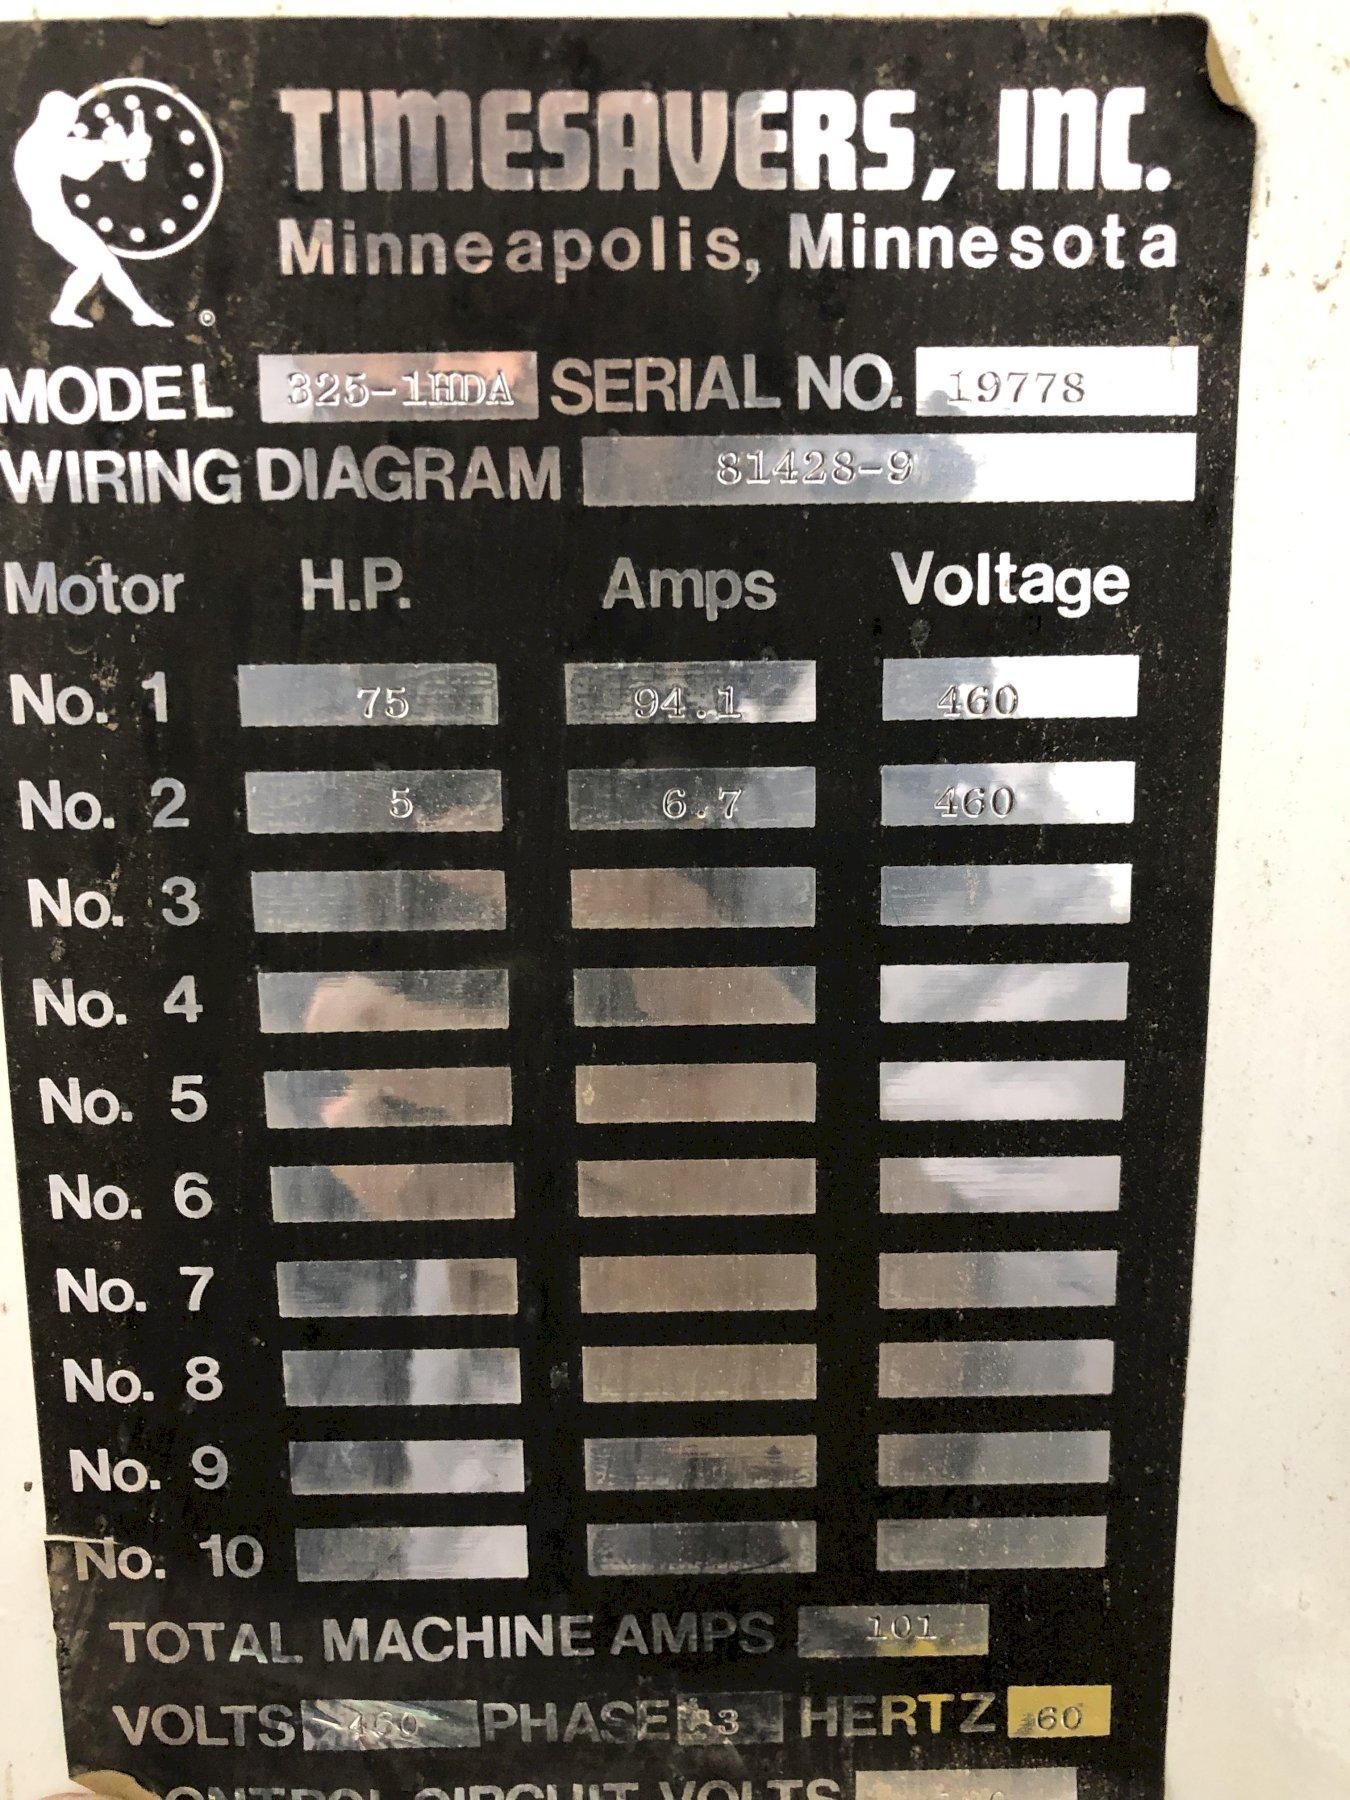 TIMESAVERS, INC.
Minneapolis, Minnesota
MODEL 325-1HDA SERIAL NO. 19778
WIRING DIAGRAM 81428-9
Motor H.P. Amps Voltage
No. 1 75 94.1 460
No. 2 5 6.7 460
No. 3
No. 4
No. 5
No. 6
No. 7
No. 8
No. 9
No. 10
TOTAL MACHINE AMPS 101
VOLTS 460 PHASE 3 HERTZ 60
CIRCUIT VOLTS